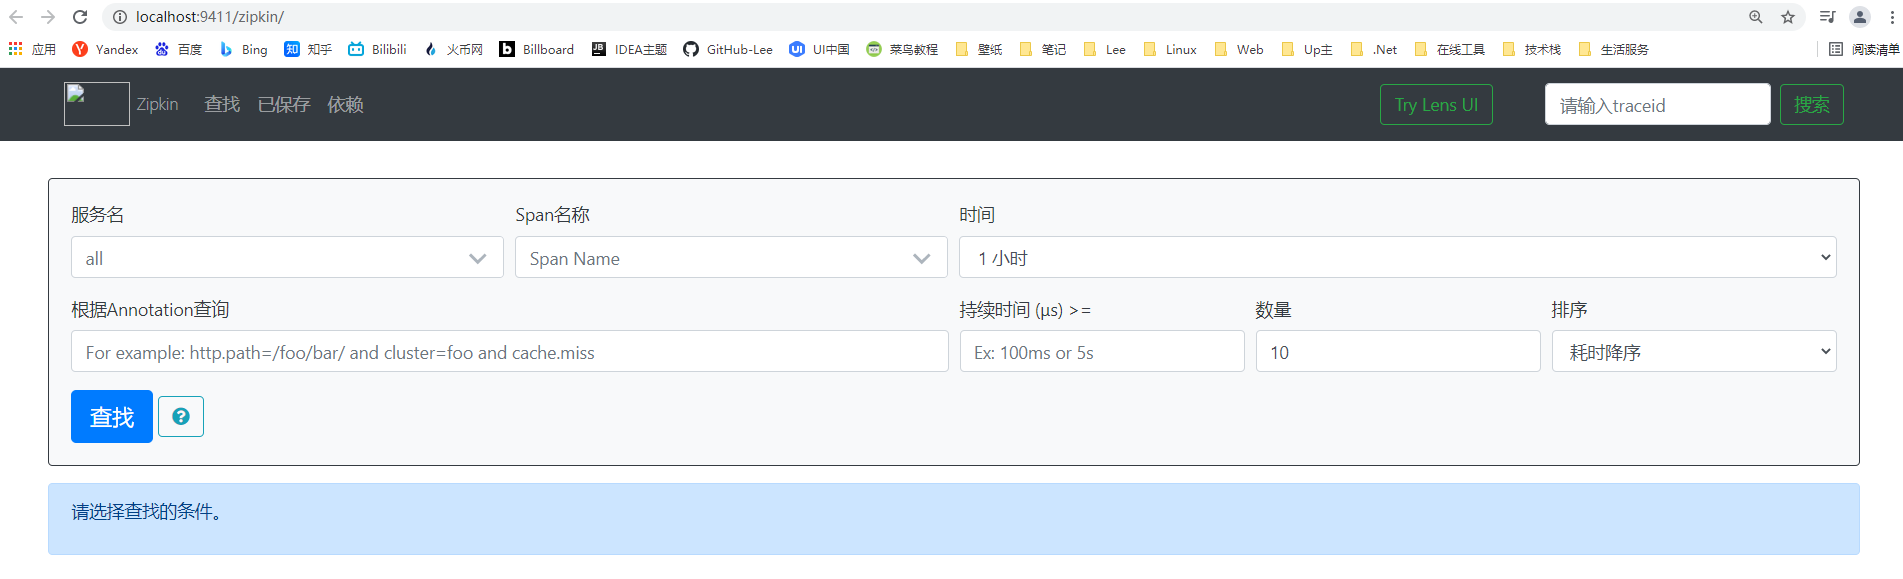 localhost:9411/zipkin/
应用 Yandex 百度 Bing 知乎 Bilibili 火币网 Billboard IDEA主题 GitHub-Lee UI中国 菜鸟教程 壁纸 笔记 Lee Linux Web Up主 .Net 在线工具 技术栈 生活服务 阅读清单
Zipkin 查找 已保存 依赖 Try Lens UI 请输入traceid 搜索
服务名 Span名称 时间
all Span Name 1 小时
根据Annotation查询 持续时间 (μs) >= 数量 排序
For example: http.path=/foo/bar/ and cluster=foo and cache.miss Ex: 100ms or 5s 10 耗时降序
查找 ?
请选择查找的条件。